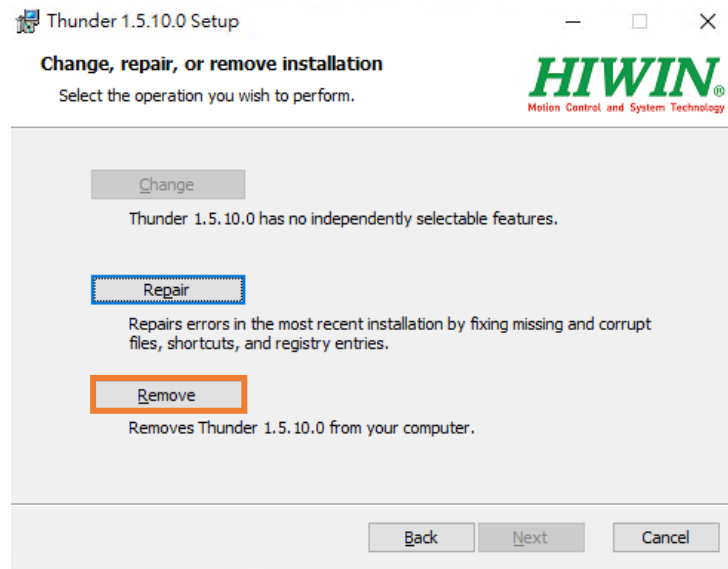 Thunder 1.5.10.0 Setup
Change, repair, or remove installation
Select the operation you wish to perform.
HIWIN®
Motion Control and System Technology
Change
Thunder 1.5.10.0 has no independently selectable features.
Repair
Repairs errors in the most recent installation by fixing missing and corrupt
files, shortcuts, and registry entries.
Remove
Removes Thunder 1.5.10.0 from your computer.
Back
Next
Cancel